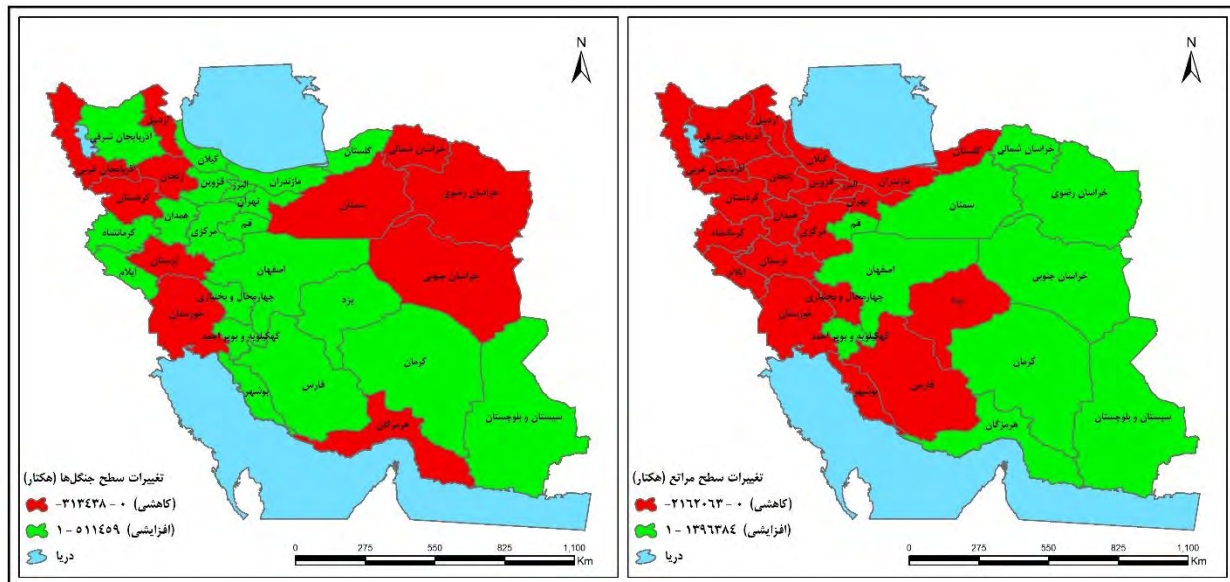 N
اردبیل
آذربایجان شرقی
آذربایجان غربی
زنجان
گیلان
کردستان
قزوین
البرز
مازندران
گلستان
خراسان شمالی
تهران
سمنان
خراسان رضوی
همدان
کرمانشاه
مرکزی
قم
لرستان
ایلام
اصفهان
خراسان جنوبی
چهارمحال و بختیاری
یزد
خوزستان
کهگیلویه و بویر احمد
کرمان
فارس
بوشهر
سیستان و بلوچستان
هرمزگان
تغییرات سطح جنگل‌ها (هکتار)
(کاهشی) ۰ - ۳۱۳۴۳۸-
(افزایشی) ۵۱۱۴۵۹ - ۱
دریا
0 275 550 825 1,100
Km
N
اردبیل
آذربایجان شرقی
آذربایجان غربی
زنجان
گیلان
کردستان
قزوین
البرز
مازندران
گلستان
خراسان شمالی
تهران
سمنان
خراسان رضوی
همدان
کرمانشاه
مرکزی
قم
لرستان
ایلام
اصفهان
خراسان جنوبی
چهارمحال و بختیاری
یزد
خوزستان
کهگیلویه و بویر احمد
کرمان
فارس
بوشهر
سیستان و بلوچستان
هرمزگان
تغییرات سطح مراتع (هکتار)
(کاهشی) ۰ - ۲۱۶۲۰۶۳-
(افزایشی) ۱۳۹۶۳۸۴ - ۱
دریا
0 275 550 825 1,100
Km